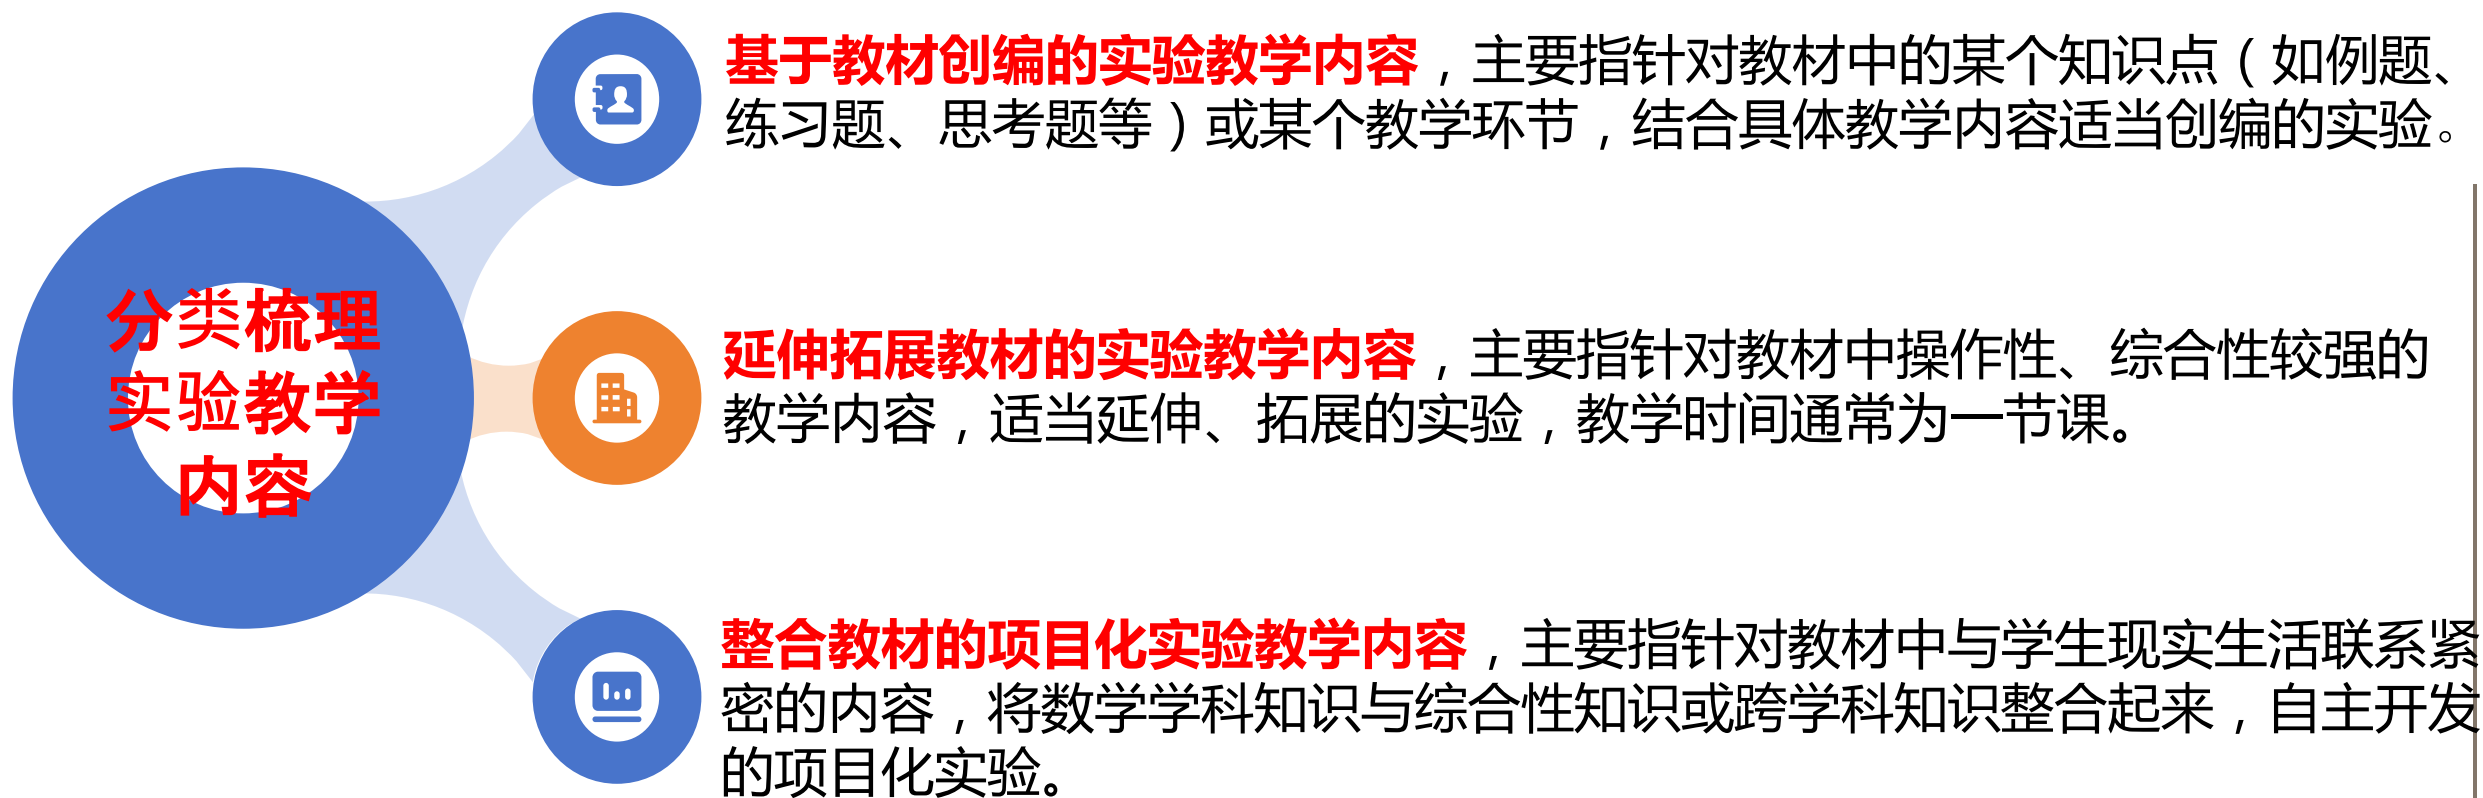 分类梳理
实验教学
内容
基于教材创编的实验教学内容，主要指针对教材中的某个知识点（如例题、
练习题、思考题等）或某个教学环节，结合具体教学内容适当创编的实验。
延伸拓展教材的实验教学内容，主要指针对教材中操作性、综合性较强的
教学内容，适当延伸、拓展的实验，教学时间通常为一节课。
整合教材的项目化实验教学内容，主要指针对教材中与学生现实生活联系紧
密的内容，将数学学科知识与综合性知识或跨学科知识整合起来，自主开发
的项目化实验。